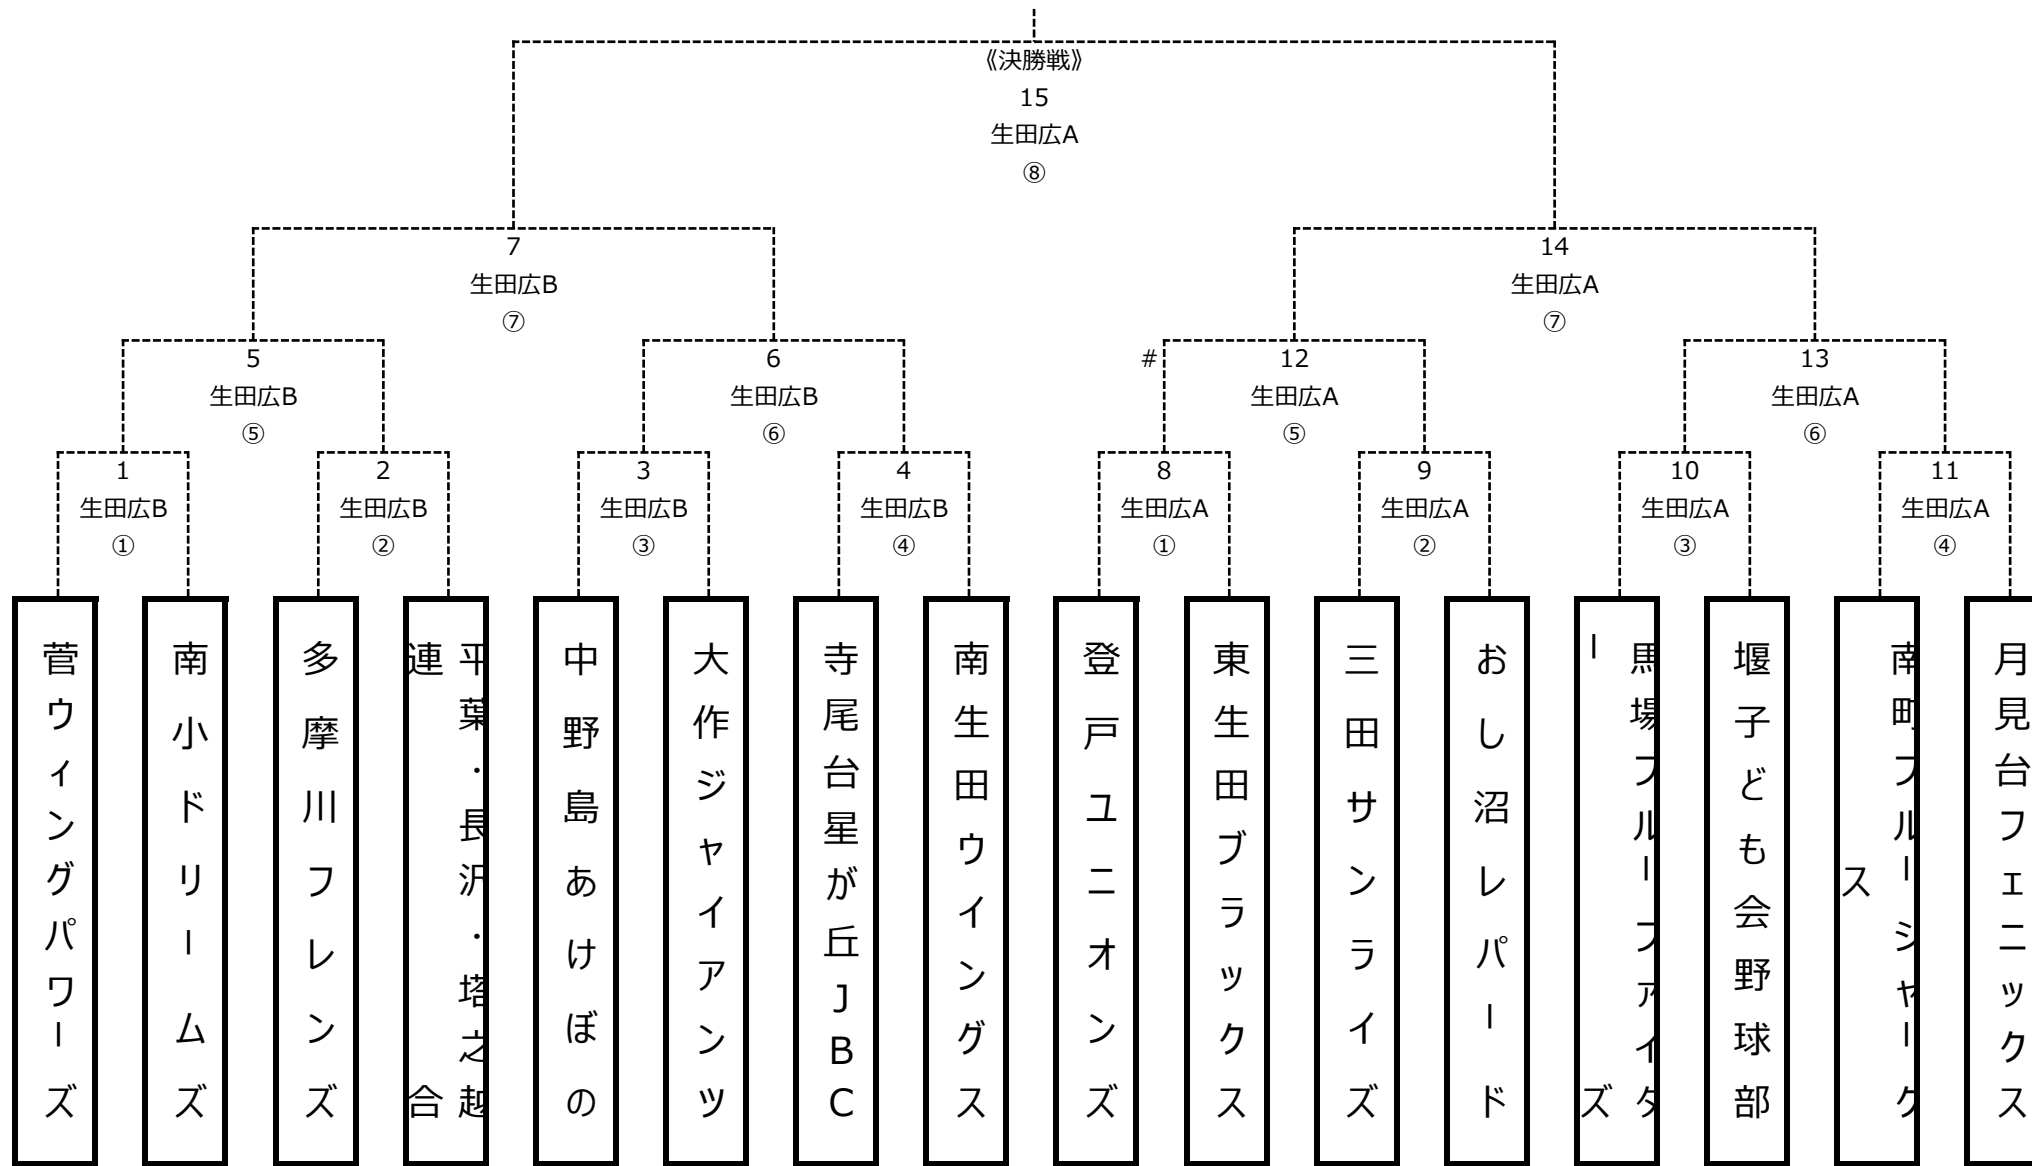 《決勝戦》
15
生田広A
⑧
7
生田広B
⑦
14
生田広A
⑦
5
生田広B
⑤
6
生田広B
⑥
#
12
生田広A
⑤
13
生田広A
⑥
1
生田広B
①
2
生田広B
②
3
生田広B
③
4
生田広B
④
8
生田広A
①
9
生田広A
②
10
生田広A
③
11
生田広A
④
菅ウィングパワーズ
南小ドリームズ
多摩川フレンズ
平葉・長沢・塔之越
連合
中野島あけぼの
大作ジャイアンツ
寺尾台星が丘JBC
南生田ウイングス
登戸ユニオンズ
東生田ブラックス
三田サンライズ
おし沼レパード
馬場ブルーファイタ
ーズ
堰子ども会野球部
南町ブルージャーク
ス
月見台フェニックス